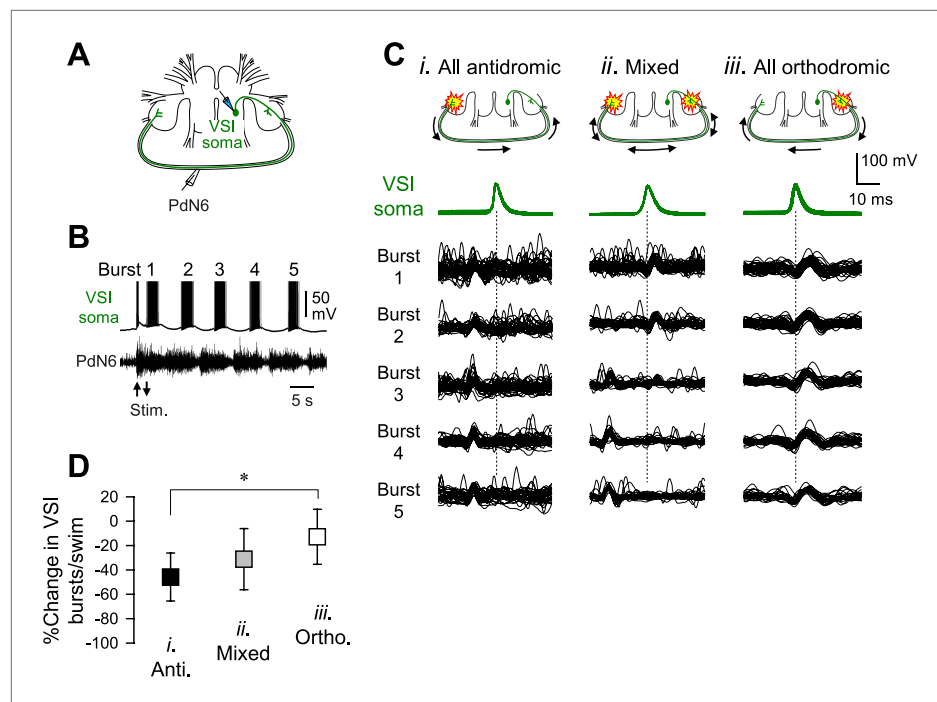 A
VSI
soma
PdN6
B
Burst 1 2 3 4 5
VSI
soma
50
mV
PdN6
5 s
Stim.
C
i. All antidromic
ii. Mixed
iii. All orthodromic
100 mV
10 ms
VSI
soma
Burst
1
Burst
2
Burst
3
Burst
4
Burst
5
D
*
%Change in VSI
bursts/swim
20
0
-20
-40
-60
-80
-100
i.
Anti.
ii.
Mixed
iii.
Ortho.